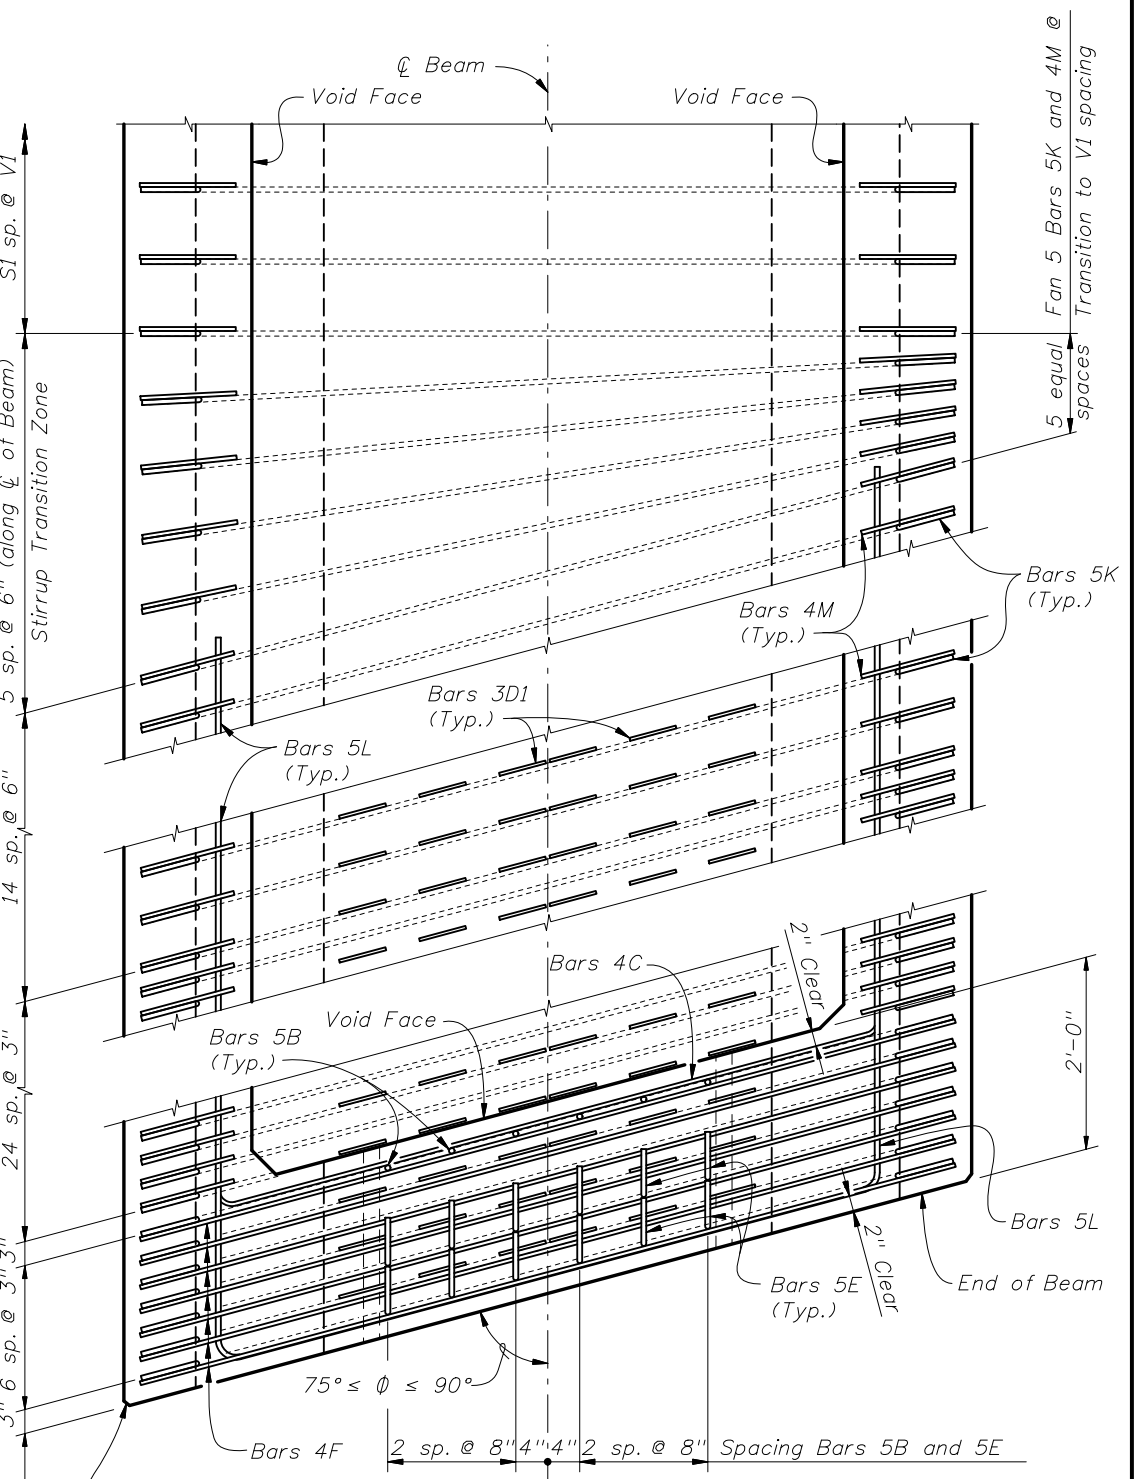 ℄ Beam
Void Face
Void Face
Fan 5 Bars 5K and 4M @
5 equal
Transition to V1 spacing
spaces
S1 sp. @ V1
5 sp. @ 6" (along ℄ of Beam)
Stirrup Transition Zone
14 sp. @ 6"
24 sp. @ 3"
3"
6 sp. @ 3"
3"
Bars 5K
(Typ.)
Bars 4M
(Typ.)
Bars 3D1
(Typ.)
Bars 5L
(Typ.)
2" Clear
Bars 4C
Void Face
Bars 5B
(Typ.)
2'-0"
Bars 5L
2" Clear
Bars 5E
(Typ.)
End of Beam
75° ≤ ϕ ≤ 90°
Bars 4F
2 sp. @ 8" 4" 4" 2 sp. @ 8" Spacing Bars 5B and 5E